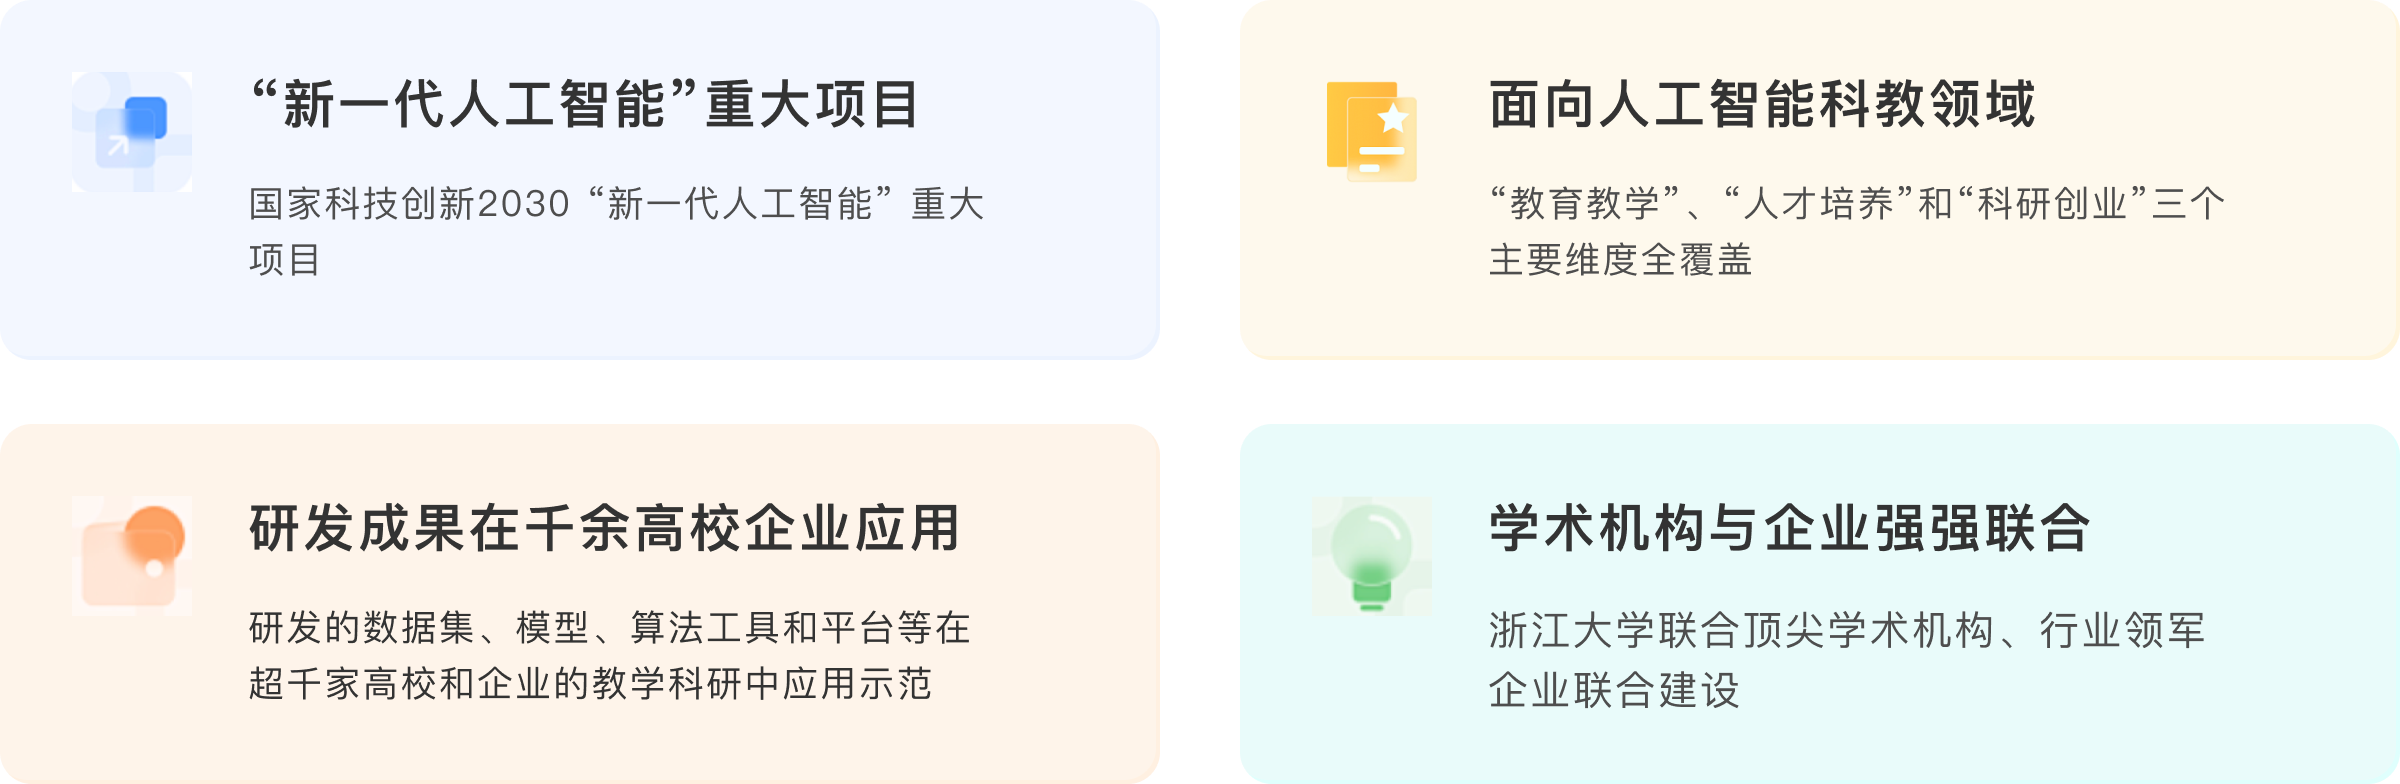 “新一代人工智能”重大项目
国家科技创新2030 “新一代人工智能” 重大
项目
面向人工智能科教领域
“教育教学”、“人才培养”和“科研创业”三个
主要维度全覆盖
研发成果在千余高校企业应用
研发的数据集、模型、算法工具和平台等在
超千家高校和企业的教学科研中应用示范
学术机构与企业强强联合
浙江大学联合顶尖学术机构、行业领军
企业联合建设